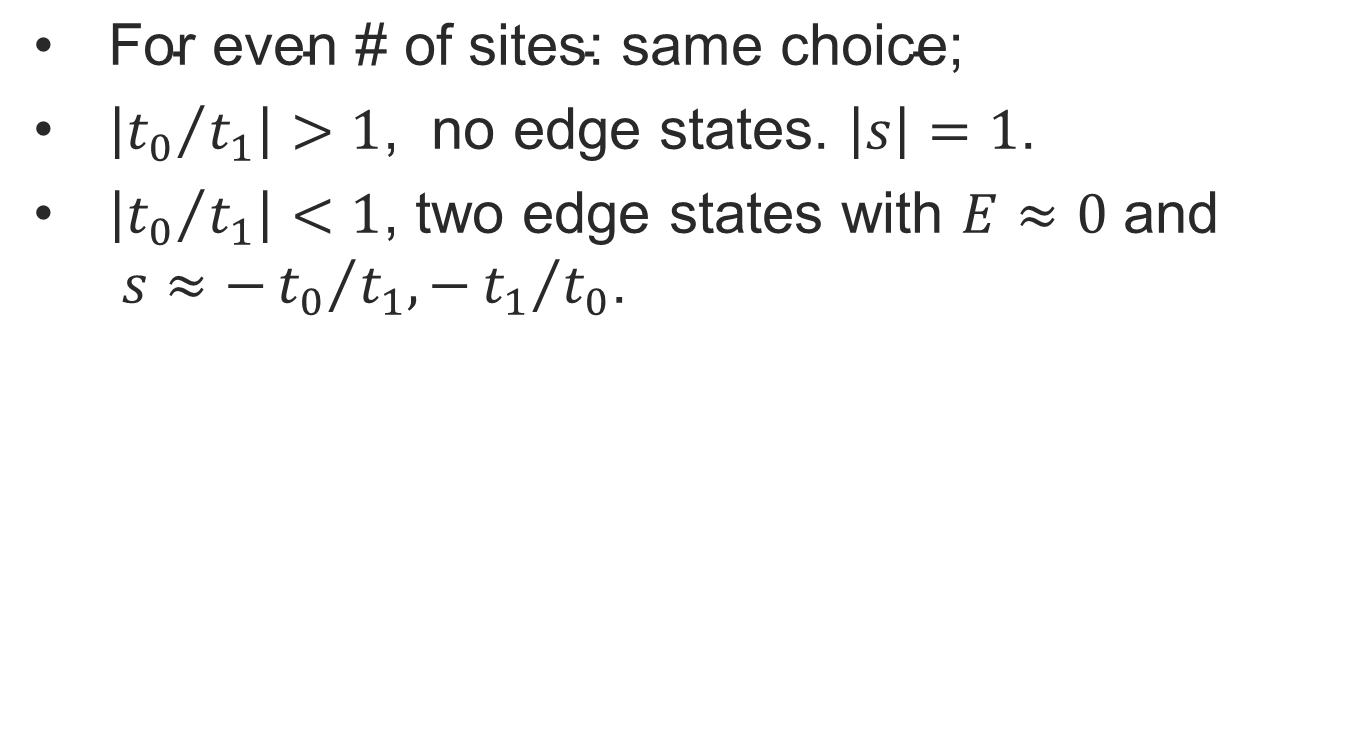 • For even # of sites: same choice;
• |t₀/t₁| > 1, no edge states. |s| = 1.
• |t₀/t₁| < 1, two edge states with E ≈ 0 and
s ≈ − t₀/t₁, − t₁/t₀.